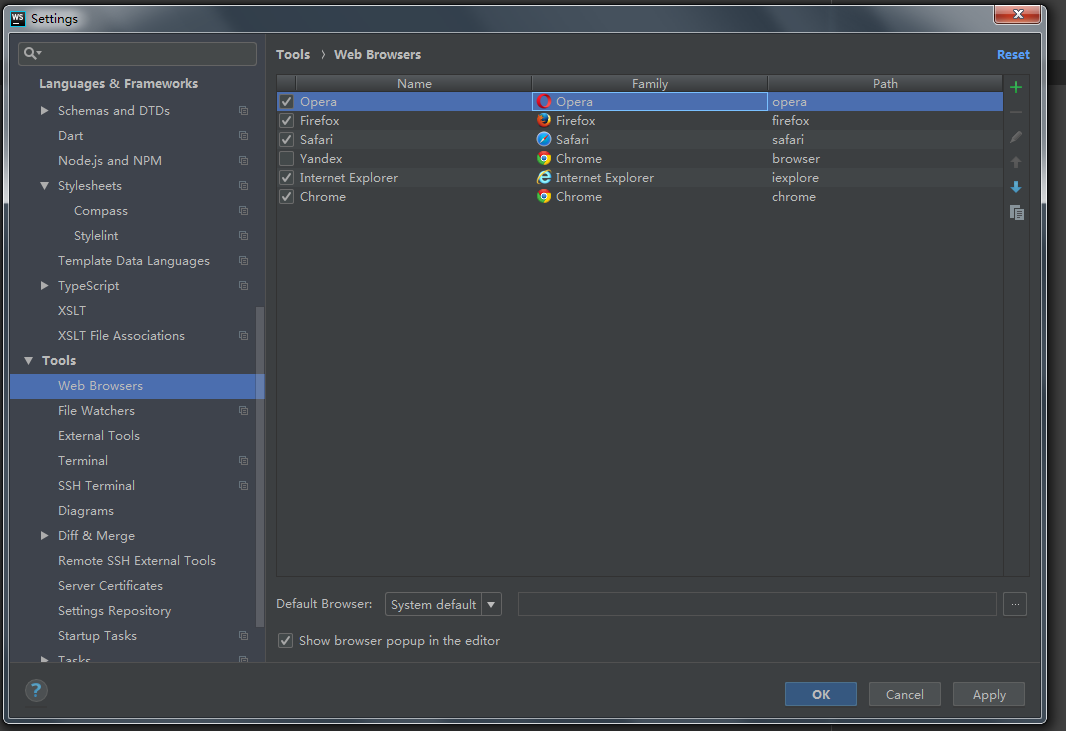 WS Settings
Languages & Frameworks
Schemas and DTDs
Dart
Node.js and NPM
Stylesheets
Compass
Stylelint
Template Data Languages
TypeScript
XSLT
XSLT File Associations
Tools
Web Browsers
File Watchers
External Tools
Terminal
SSH Terminal
Diagrams
Diff & Merge
Remote SSH External Tools
Server Certificates
Settings Repository
Startup Tasks
Tasks
Tools › Web Browsers
Reset
Name Family Path
Opera Opera opera
Firefox Firefox firefox
Safari Safari safari
Yandex Chrome browser
Internet Explorer Internet Explorer iexplore
Chrome Chrome chrome
Default Browser: System default ...
Show browser popup in the editor
? OK Cancel Apply